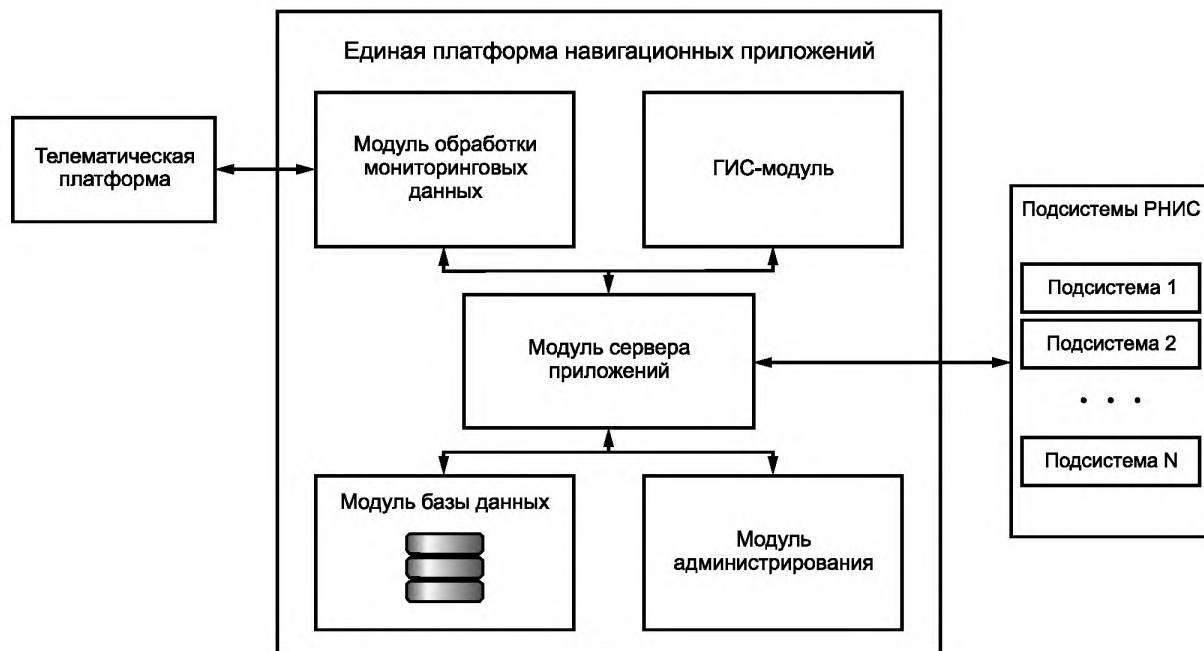 Единая платформа навигационных приложений
Телематическая
платформа
Модуль обработки
мониторинговых
данных
ГИС-модуль
Подсистемы РНИС
Подсистема 1
Подсистема 2
. . .
Подсистема N
Модуль сервера
приложений
Модуль базы данных
Модуль
администрирования